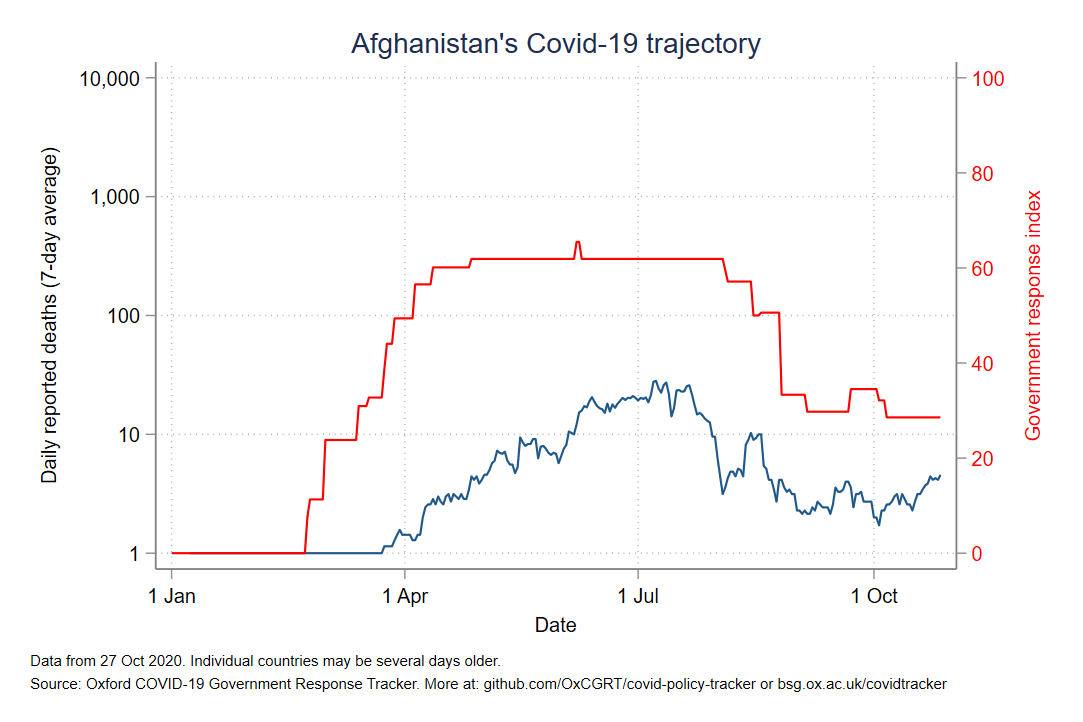 Afghanistan's Covid-19 trajectory
10,000
1,000
100
10
1
Daily reported deaths (7-day average)
100
80
60
40
20
0
Government response index
1 Jan
1 Apr
1 Jul
1 Oct
Date
Data from 27 Oct 2020. Individual countries may be several days older.
Source: Oxford COVID-19 Government Response Tracker. More at: github.com/OxCGRT/covid-policy-tracker or bsg.ox.ac.uk/covidtracker